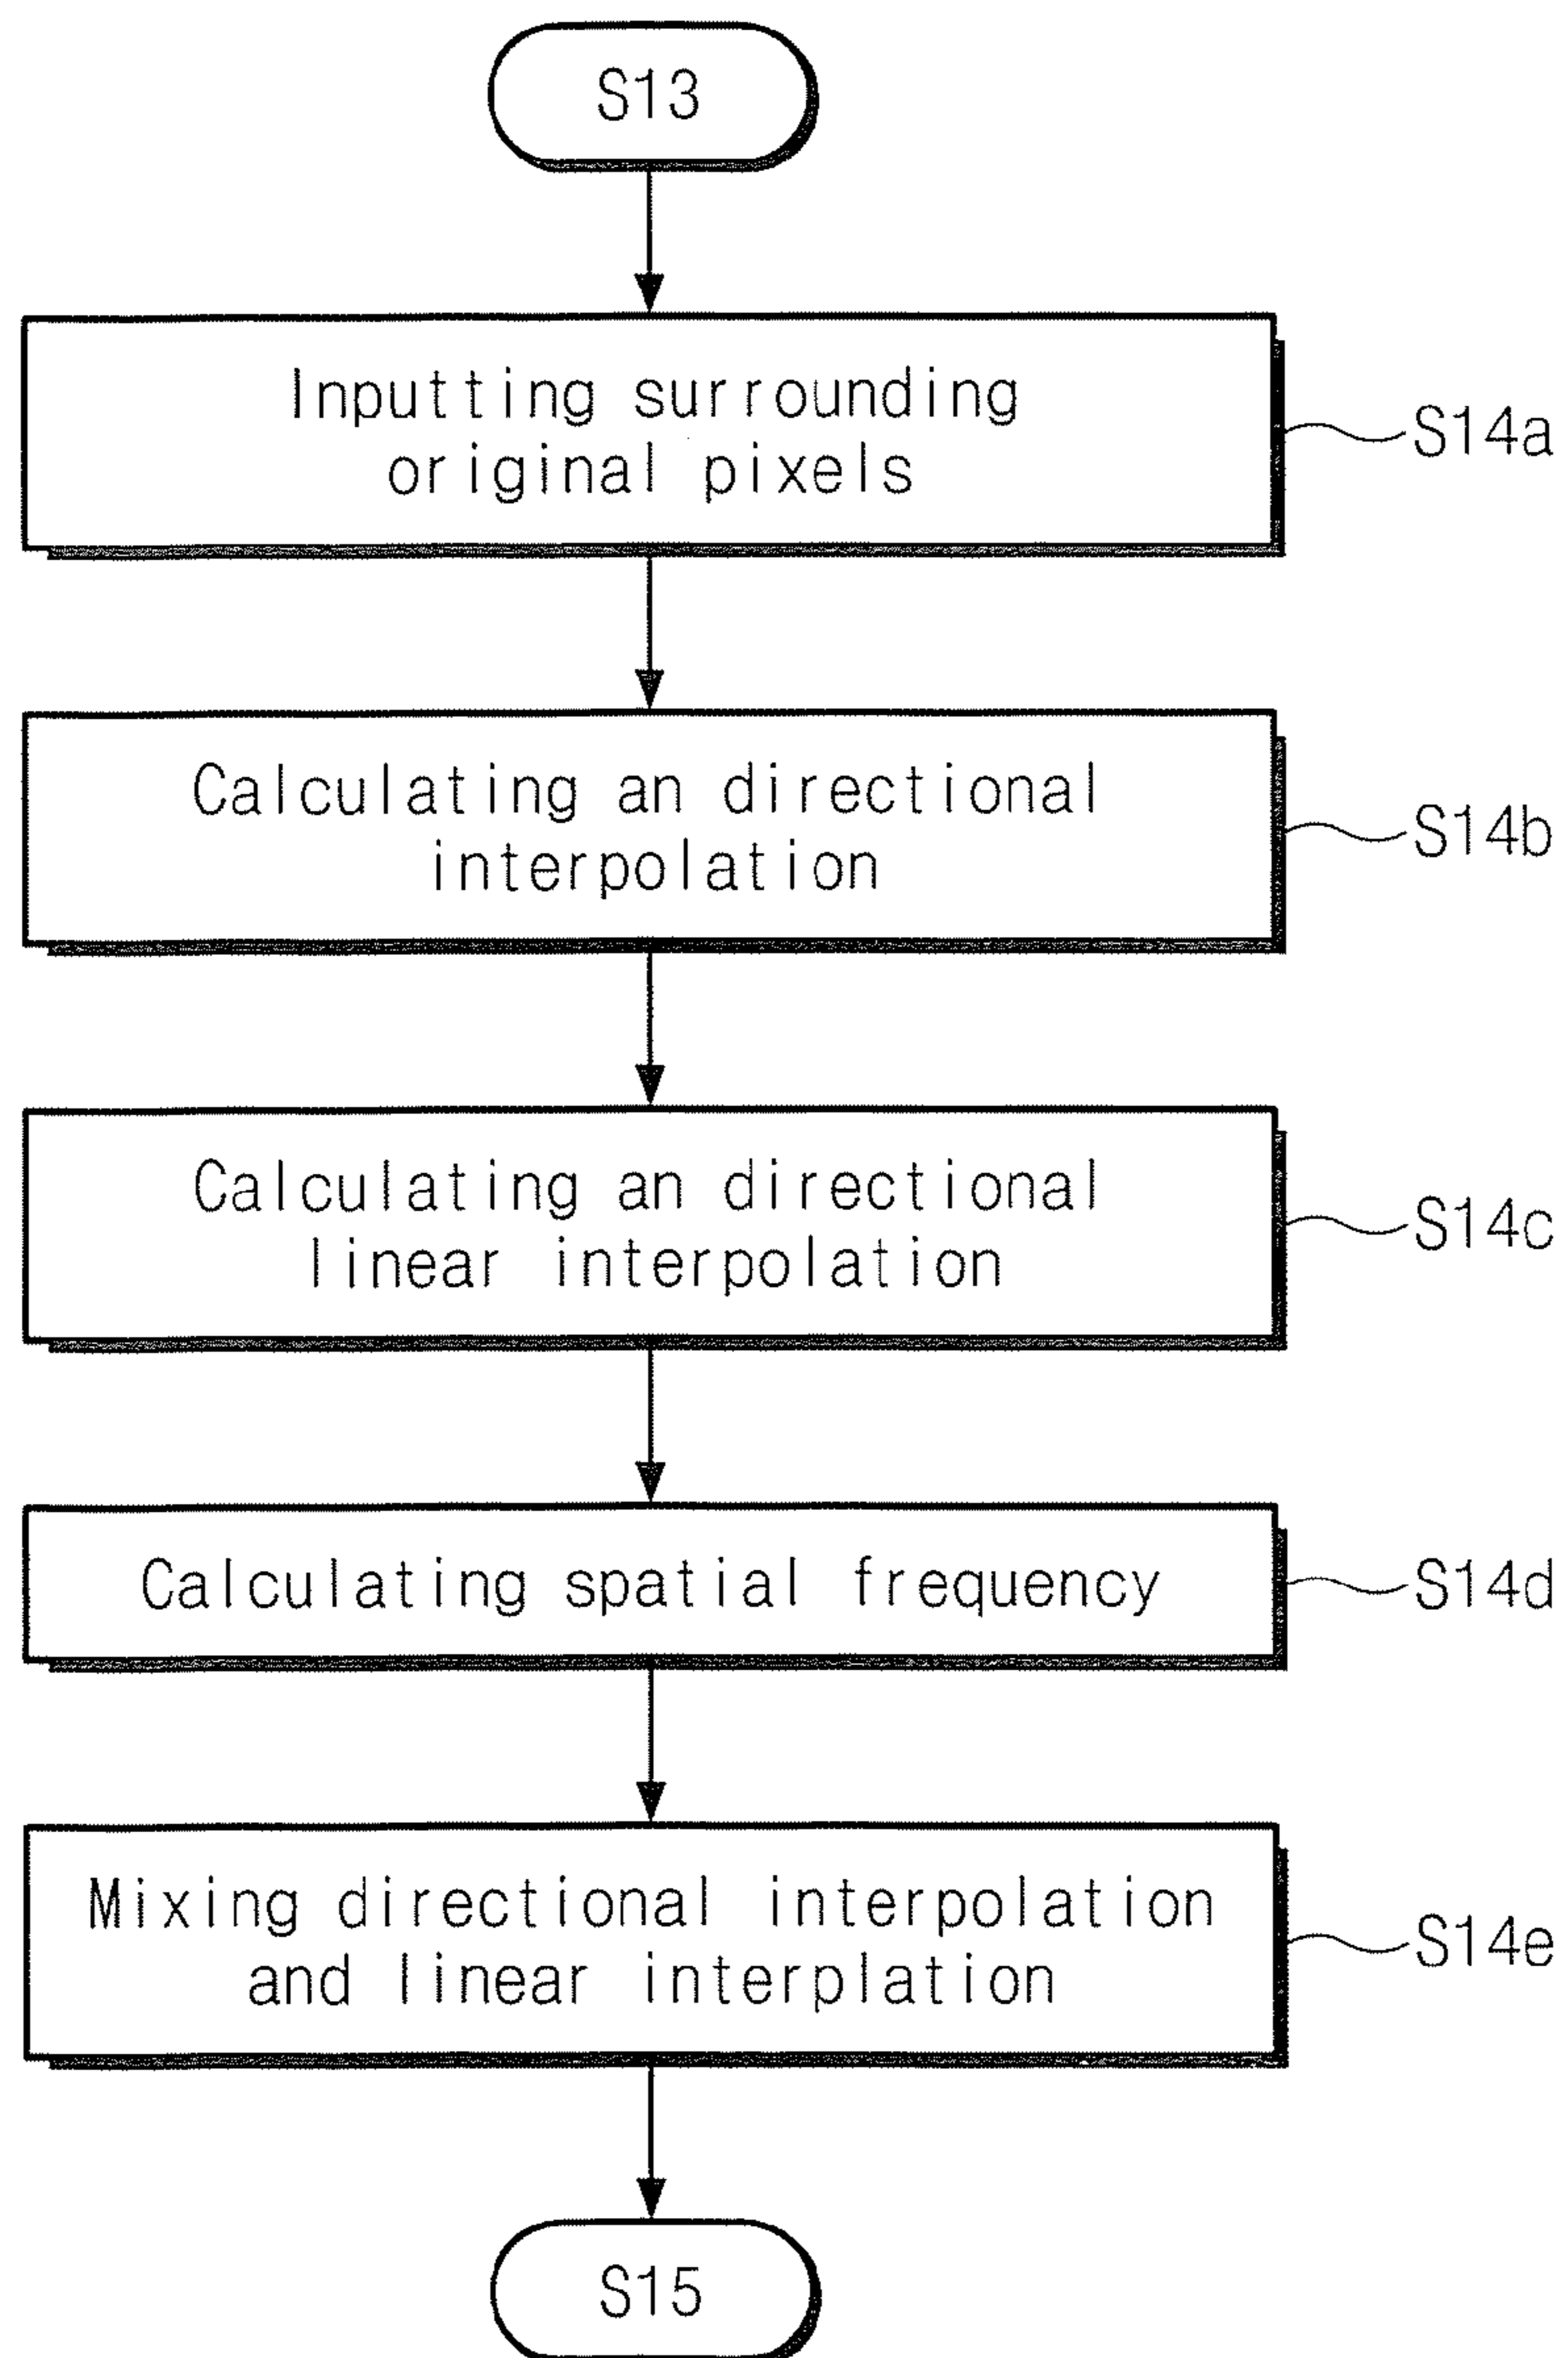 S13
Inputting surrounding
original pixels
S14a
Calculating an directional
interpolation
S14b
Calculating an directional
linear interpolation
S14c
Calculating spatial frequency
S14d
Mixing directional interpolation
and linear interplation
S14e
S15